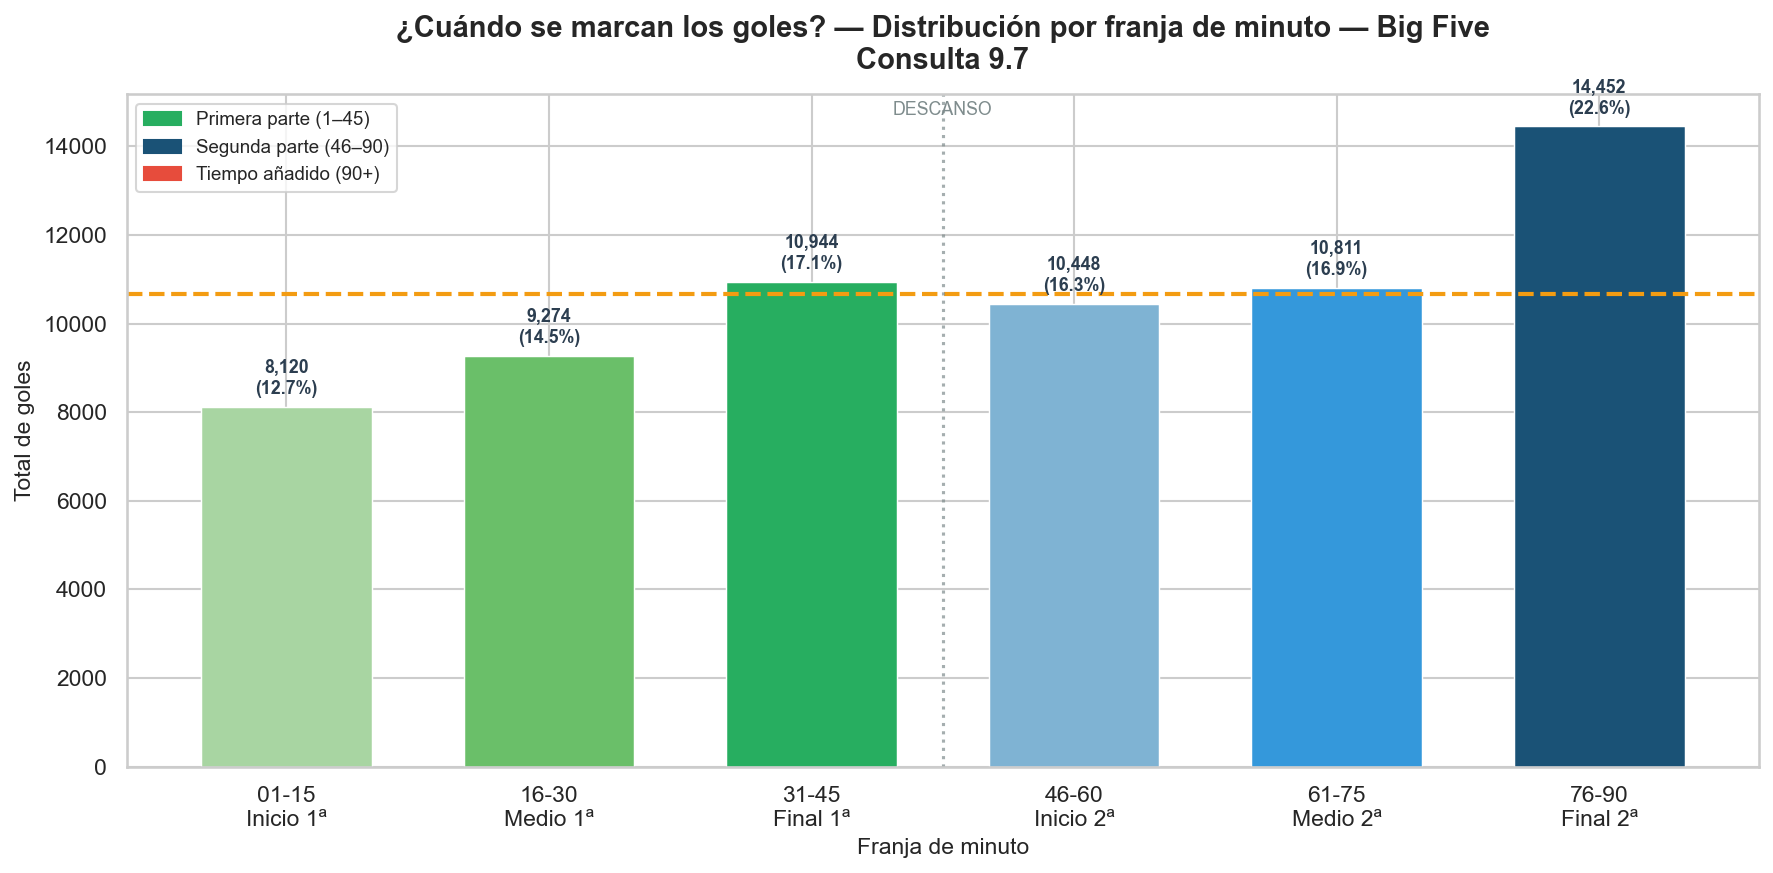 ¿Cuándo se marcan los goles? — Distribución por franja de minuto — Big Five
Consulta 9.7
Primera parte (1–45)
Segunda parte (46–90)
Tiempo añadido (90+)
DESCANSO
14,452
(22.6%)
10,944
(17.1%)
10,448
(16.3%)
10,811
(16.9%)
9,274
(14.5%)
8,120
(12.7%)
Total de goles
14000
12000
10000
8000
6000
4000
2000
0
01-15
Inicio 1ª
16-30
Medio 1ª
31-45
Final 1ª
46-60
Inicio 2ª
61-75
Medio 2ª
76-90
Final 2ª
Franja de minuto